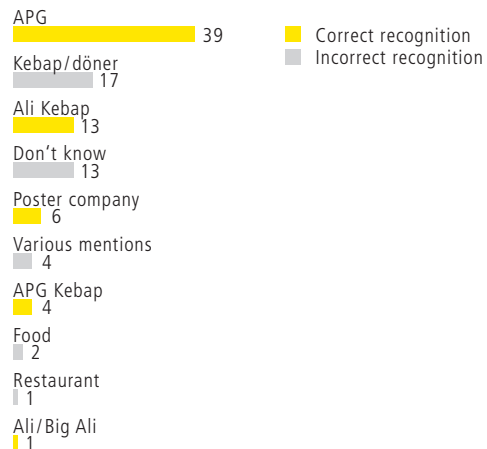 APG
39
Correct recognition
Incorrect recognition
Kebap/döner
17
Ali Kebap
13
Don't know
13
Poster company
6
Various mentions
4
APG Kebap
4
Food
2
Restaurant
1
Ali/Big Ali
1